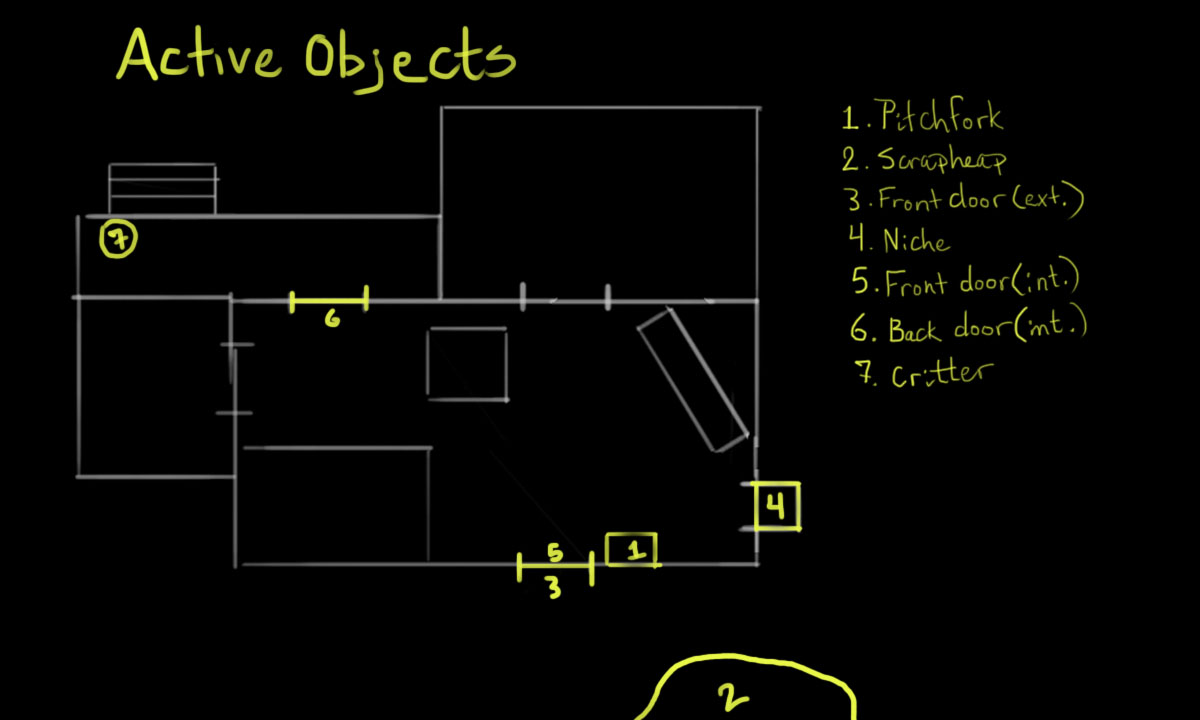 Active Objects
1. Pitchfork
2. Scrapheap
3. Front door (ext.)
4. Niche
5. Front door (int.)
6. Back door (int.)
7. Critter
7
6
4
5
1
3
2